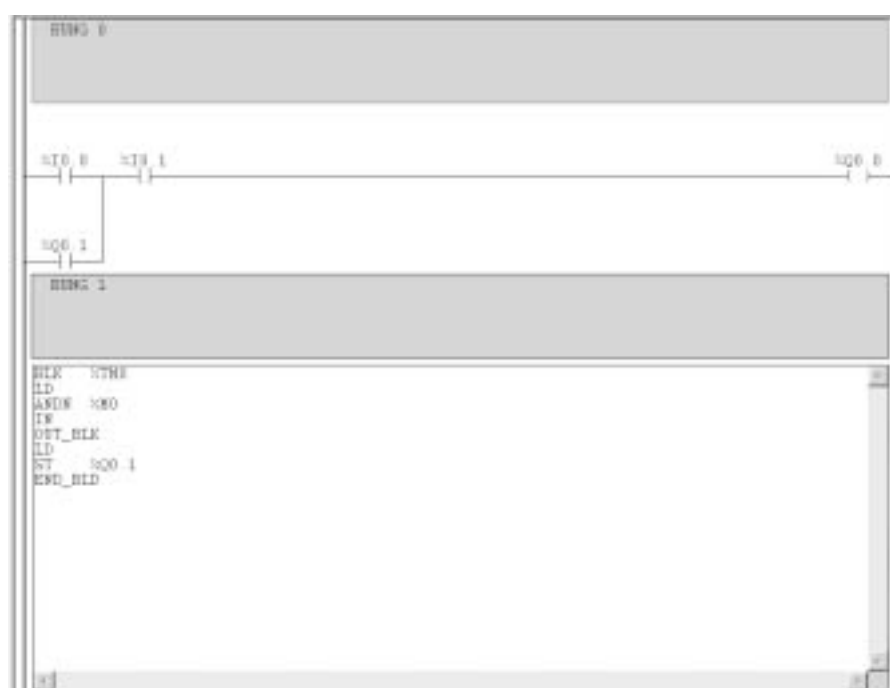 RUNG 0
%I0.0 %I0.1 %Q0.0
%Q0.1
RUNG 1
BLK %TM0
LD
ANDN %M0
IN
OUT_BLK
LD
ST %Q0.1
END_BLD